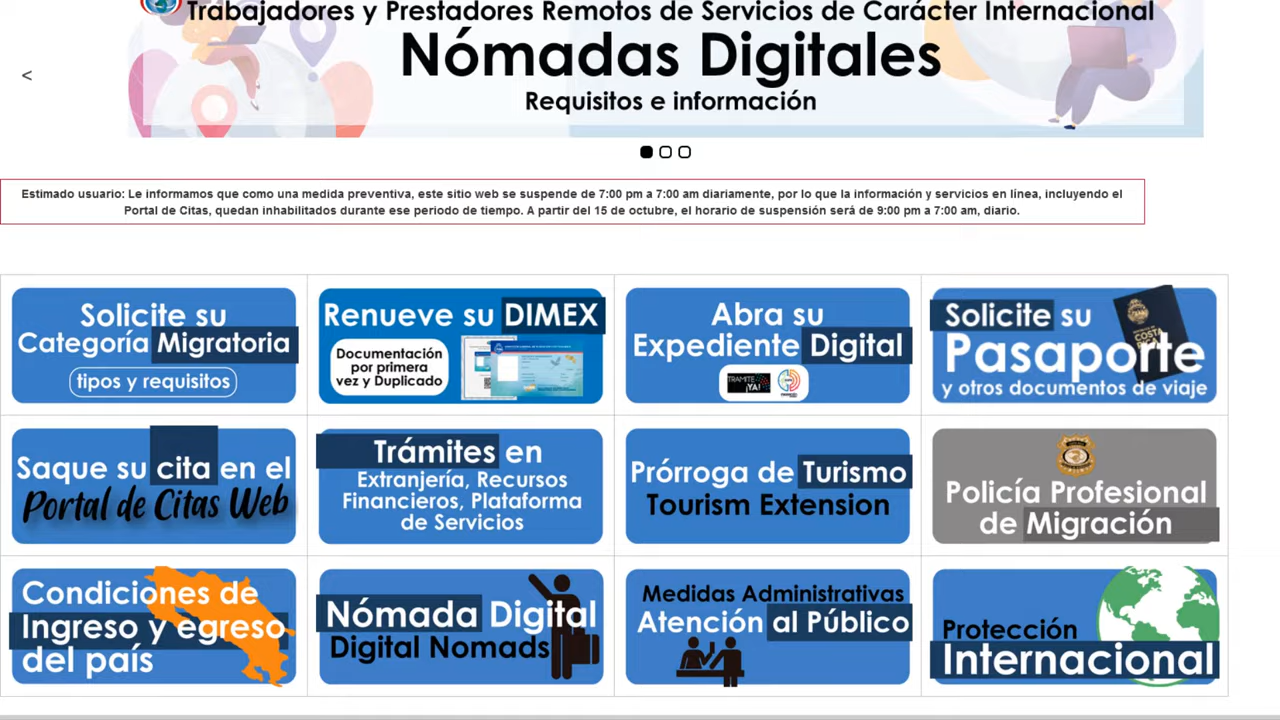 Trabajadores y Prestadores Remotos de Servicios de Carácter Internacional
Nómadas Digitales
Requisitos e información
<
Estimado usuario: Le informamos que como una medida preventiva, este sitio web se suspende de 7:00 pm a 7:00 am diariamente, por lo que la información y servicios en línea, incluyendo el
Portal de Citas, quedan inhabilitados durante ese periodo de tiempo. A partir del 15 de octubre, el horario de suspensión será de 9:00 pm a 7:00 am, diario.
Solicite su
Categoría Migratoria
tipos y requisitos
Renueve su DIMEX
Documentación
por primera
vez y Duplicado
Abra su
Expediente Digital
TRAMITE
YA!
Solicite su
Pasaporte
y otros documentos de viaje
COSTA
Saque su cita en el
Portal de Citas Web
Trámites en
Extranjería, Recursos
Financieros, Plataforma
de Servicios
Prórroga de Turismo
Tourism Extension
Policía Profesional
de Migración
Condiciones de
Ingreso y egreso
del país
Nómada Digital
Digital Nomads
Medidas Administrativas
Atención al Público
Protección
Internacional